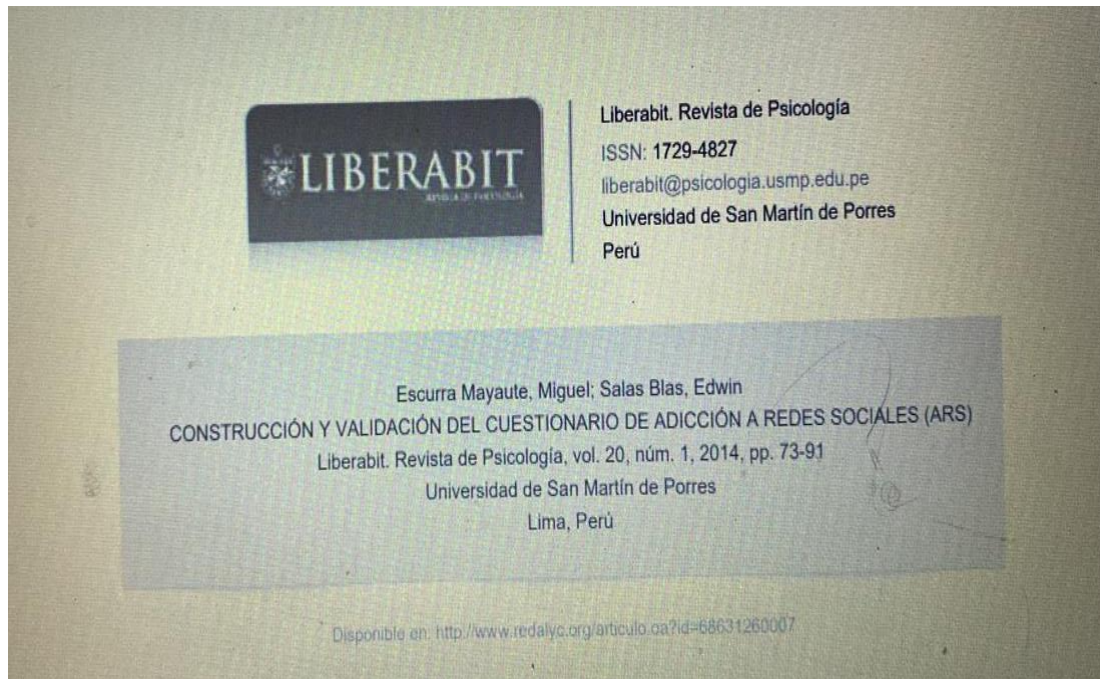 LIBERABIT
REVISTA DE PSICOLOGÍA
Liberabit. Revista de Psicología
ISSN: 1729-4827
liberabit@psicologia.usmp.edu.pe
Universidad de San Martín de Porres
Perú
Escurra Mayaute, Miguel; Salas Blas, Edwin
CONSTRUCCIÓN Y VALIDACIÓN DEL CUESTIONARIO DE ADICCIÓN A REDES SOCIALES (ARS)
Liberabit. Revista de Psicología, vol. 20, núm. 1, 2014, pp. 73-91
Universidad de San Martín de Porres
Lima, Perú
Disponible en: http://www.redalyc.org/articulo.oa?id=68631260007